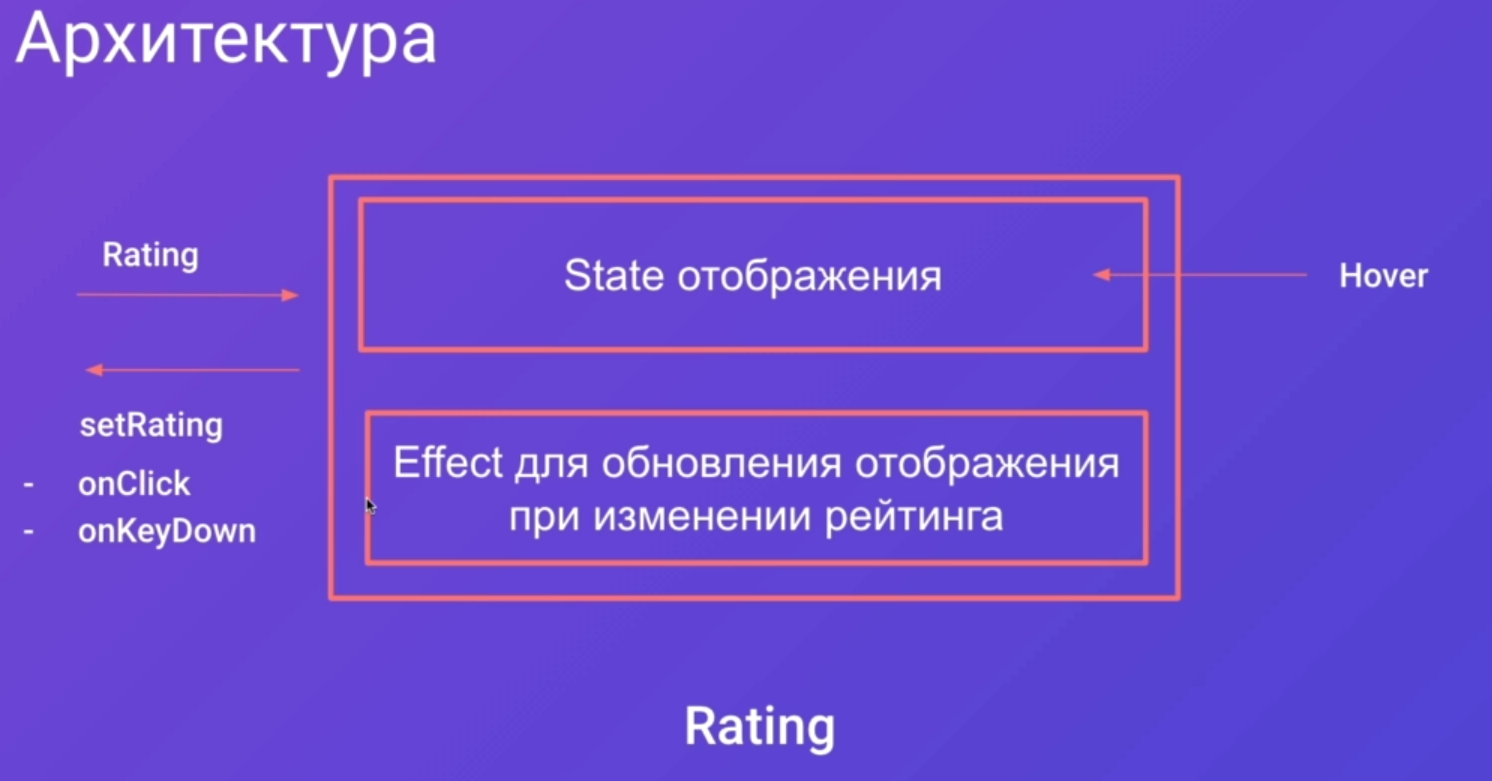 Архитектура
Rating
setRating
- onClick
- onKeyDown
State отображения
Hover
Effect для обновления отображения
при изменении рейтинга
Rating